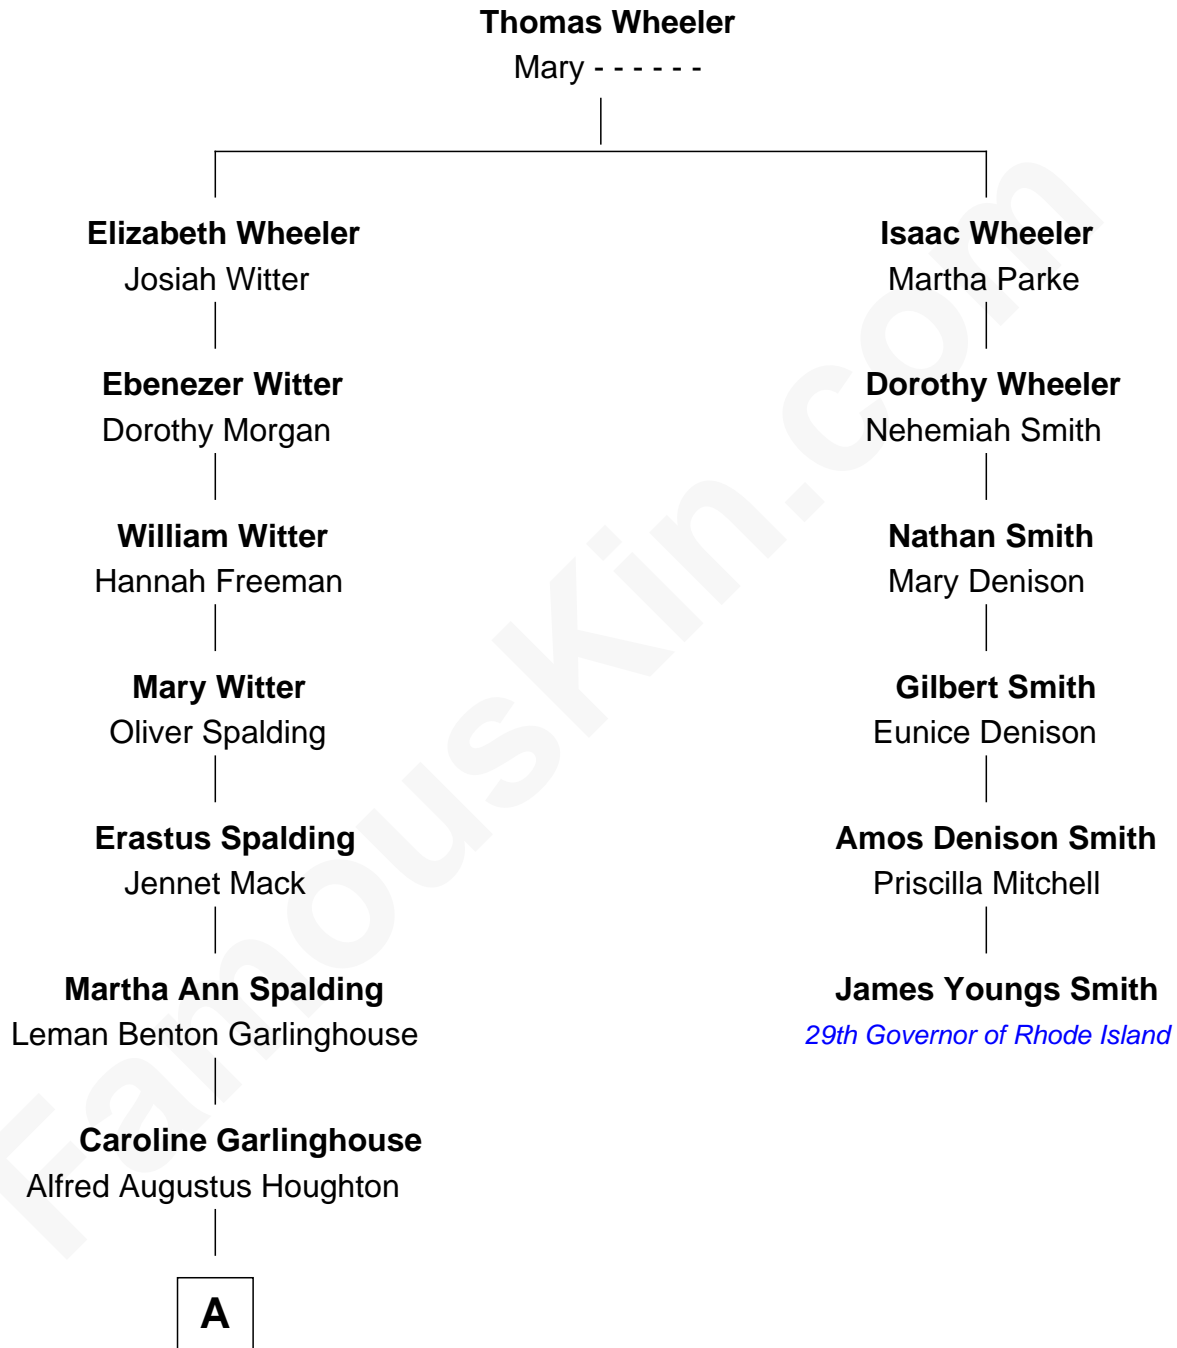 Thomas Wheeler
Mary - - - - - -
Elizabeth Wheeler
Josiah Witter
Isaac Wheeler
Martha Parke
Ebenezer Witter
Dorothy Morgan
Dorothy Wheeler
Nehemiah Smith
William Witter
Hannah Freeman
Nathan Smith
Mary Denison
Mary Witter
Oliver Spalding
Gilbert Smith
Eunice Denison
Erastus Spalding
Jennet Mack
Amos Denison Smith
Priscilla Mitchell
Martha Ann Spalding
Leman Benton Garlinghouse
James Youngs Smith
29th Governor of Rhode Island
Caroline Garlinghouse
Alfred Augustus Houghton
A
FamousKin.com